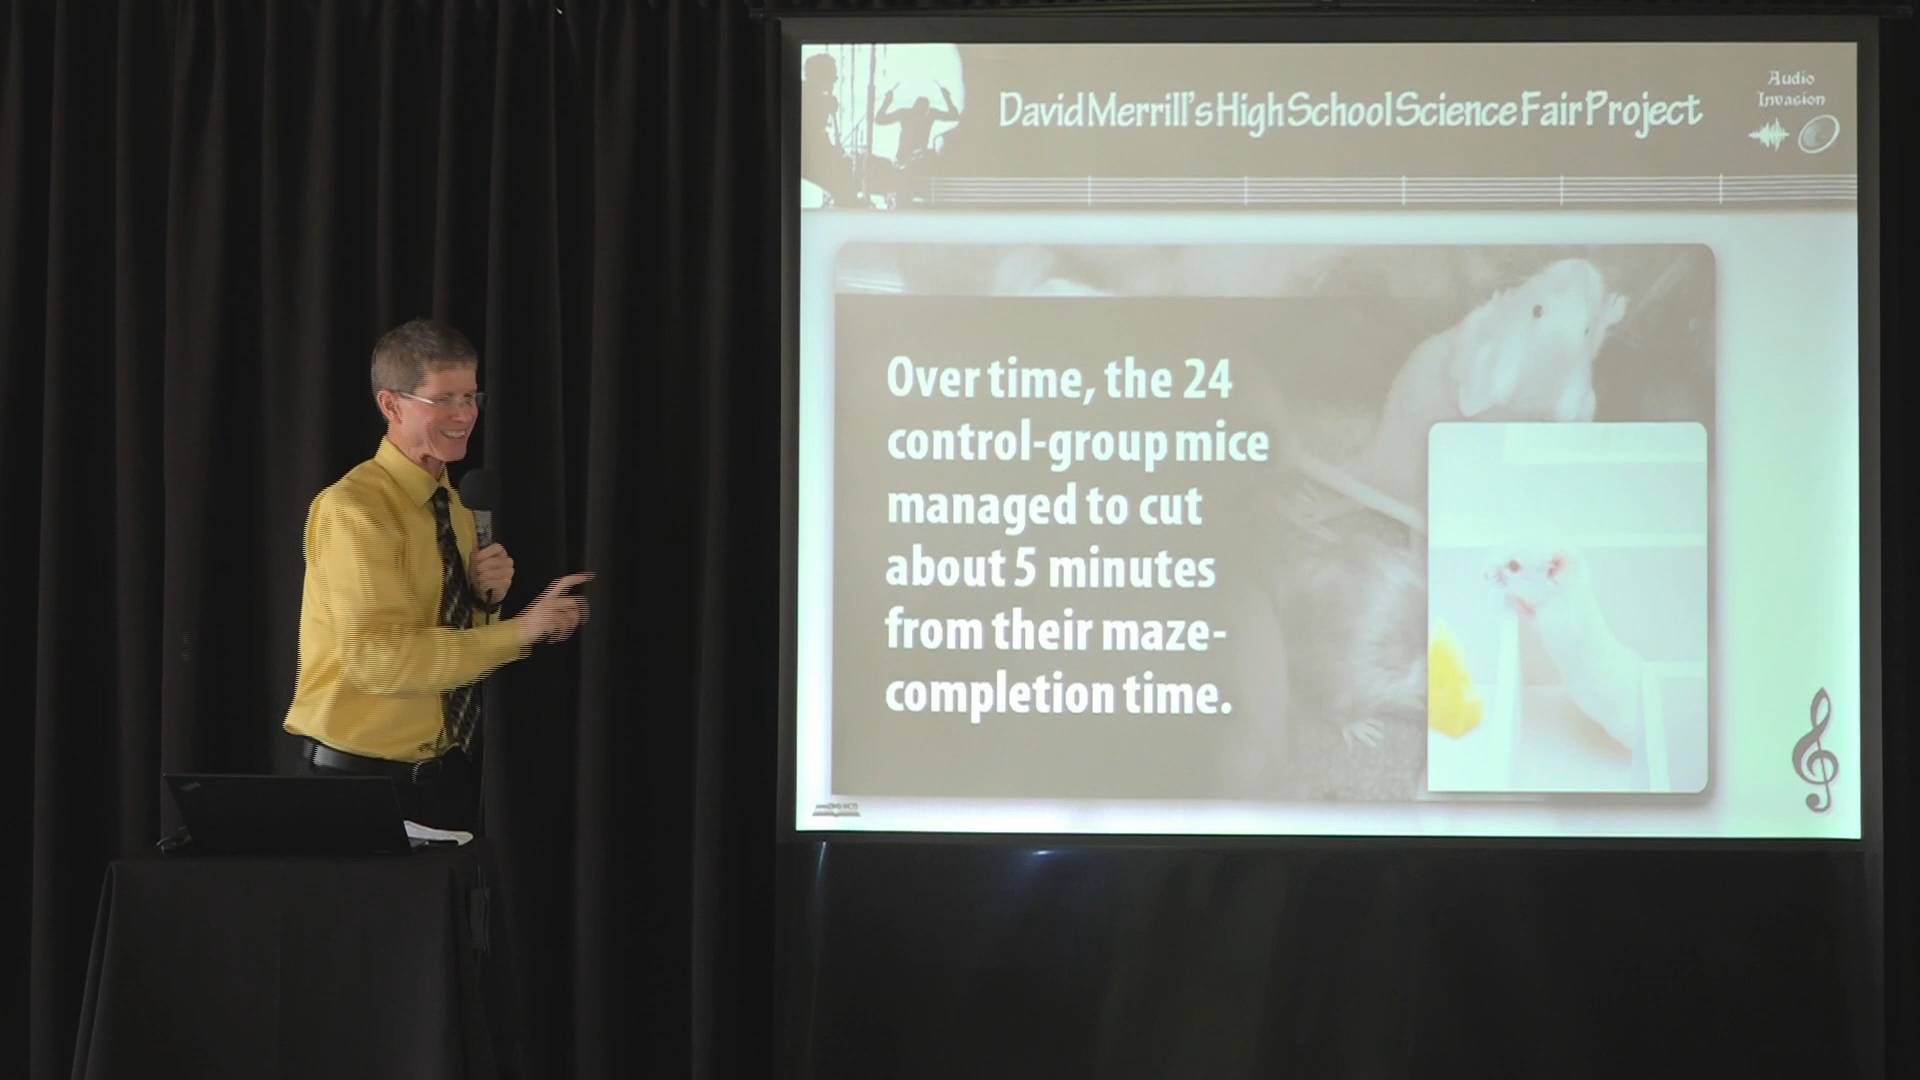 David Merrill's High School Science Fair Project
Audio
Invasion
Over time, the 24
control-group mice
managed to cut
about 5 minutes
from their maze-
completion time.